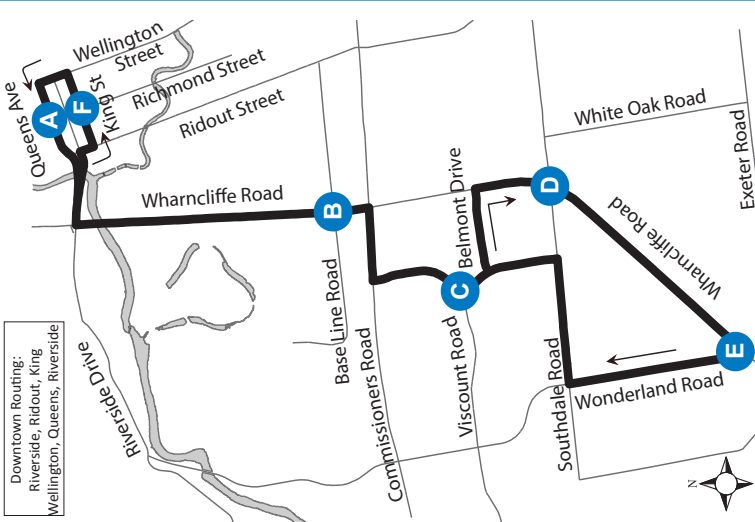 Wellington
Street
Queens Ave
King St
Richmond Street
Ridout Street
A
F
White Oak Road
Exeter Road
Wharncliffe Road
B
Belmont Drive
D
Wharncliffe Road
C
Base Line Road
Commissioners Road
Viscount Road
Southdale Road
E
Wonderland Road
Riverside Drive
Downtown Routing:
Riverside, Ridout, King
Wellington, Queens, Riverside
N